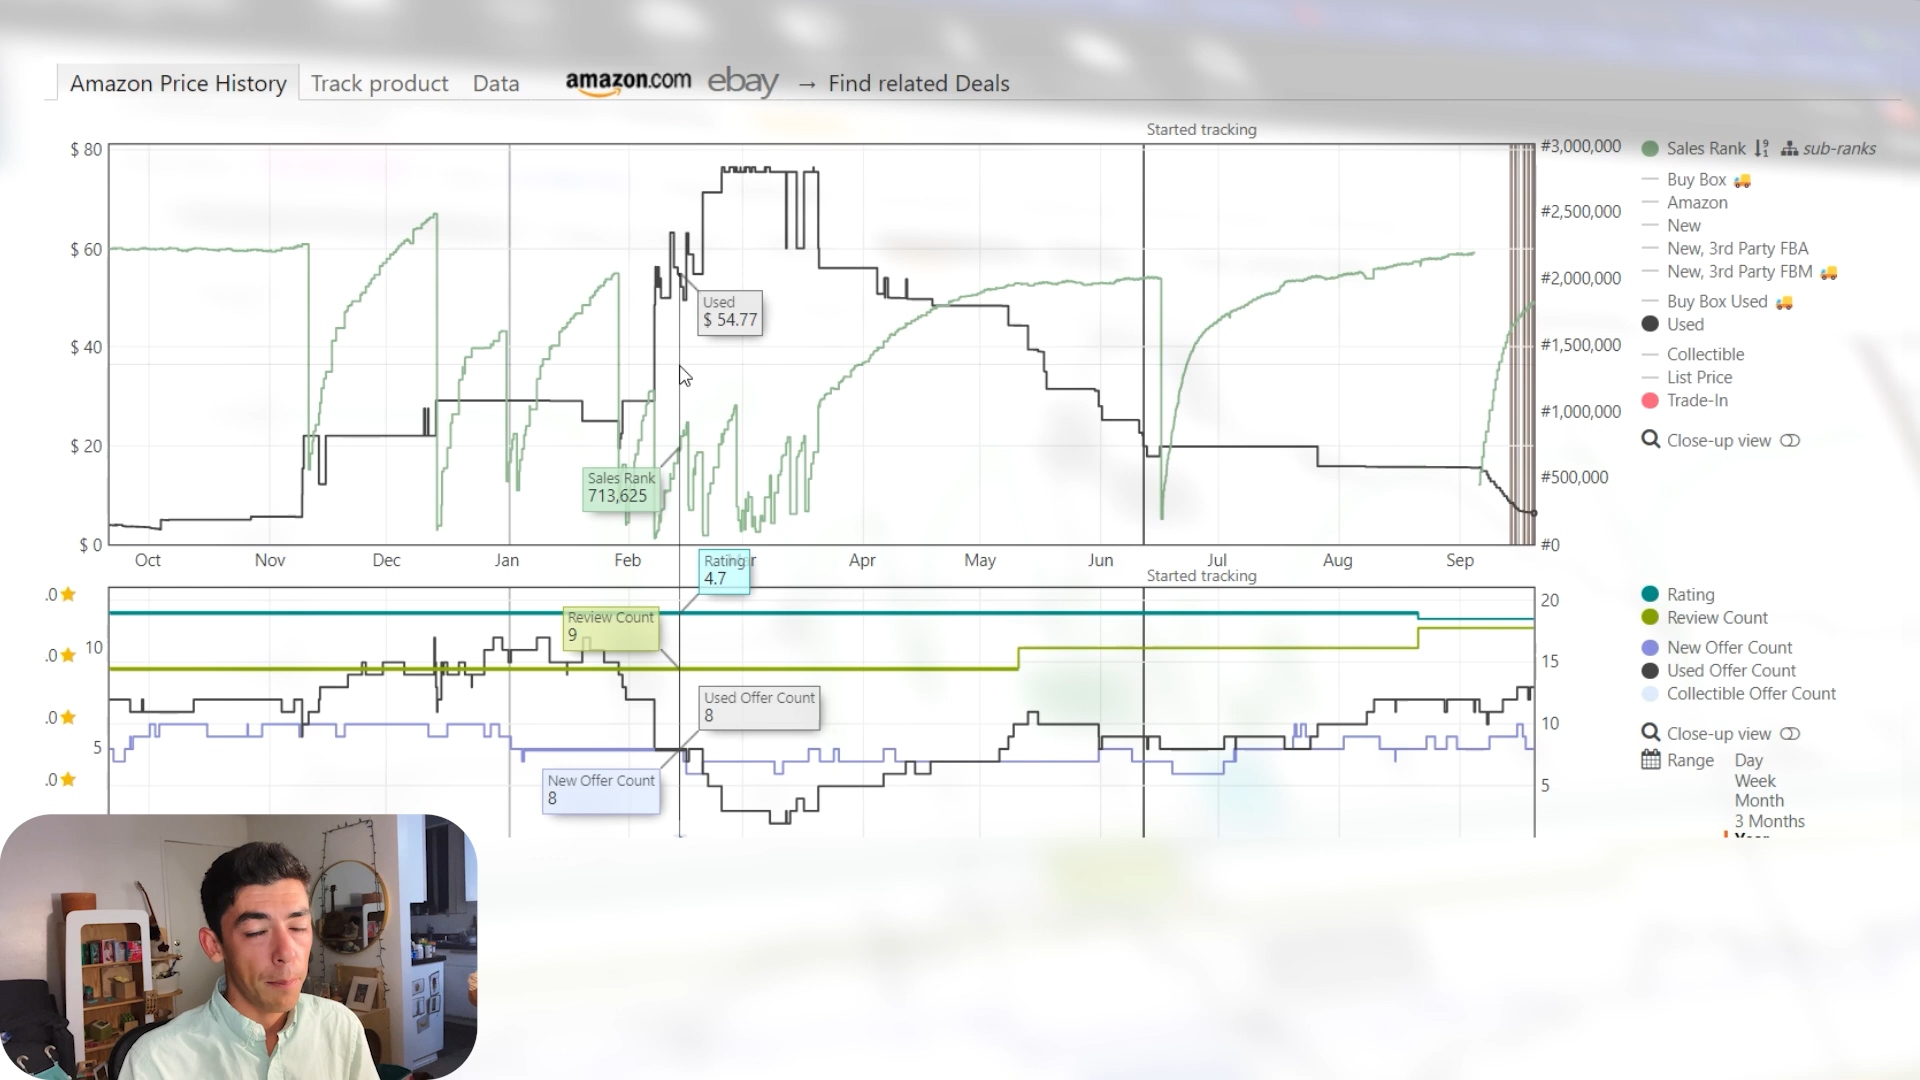 Amazon Price History Track product Data amazon.com ebay → Find related Deals
Started tracking
$ 80
$ 60
$ 40
$ 20
$ 0
#3,000,000
#2,500,000
#2,000,000
#1,500,000
#1,000,000
#500,000
#0
Used
$ 54.77
Sales Rank
713,625
Oct Nov Dec Jan Feb Apr May Jun Jul Aug Sep
Sales Rank sub-ranks
Buy Box
Amazon
New
New, 3rd Party FBA
New, 3rd Party FBM
Buy Box Used
Used
Collectible
List Price
Trade-In
Close-up view
Started tracking
Rating
4.7
Review Count
9
Used Offer Count
8
New Offer Count
8
.0
.0
.0
.0
10
5
20
15
10
5
Rating
Review Count
New Offer Count
Used Offer Count
Collectible Offer Count
Close-up view
Range Day
Week
Month
3 Months